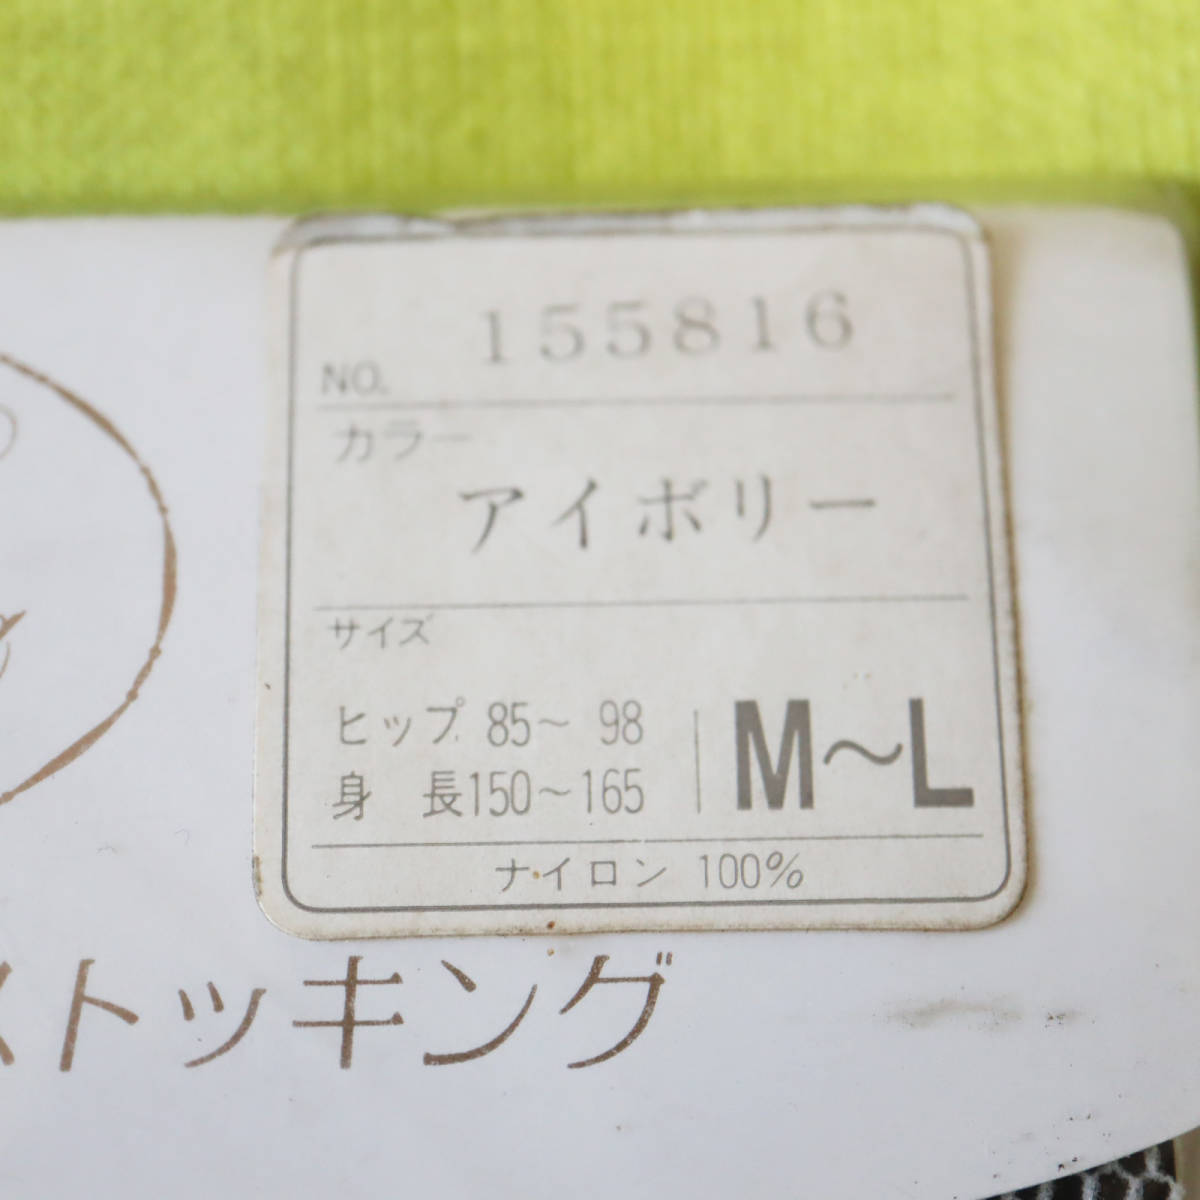 NO. 155816
カラー
アイボリー
サイズ
ヒップ 85～ 98
身 長150～165
M～L
ナイロン 100%
ストッキング